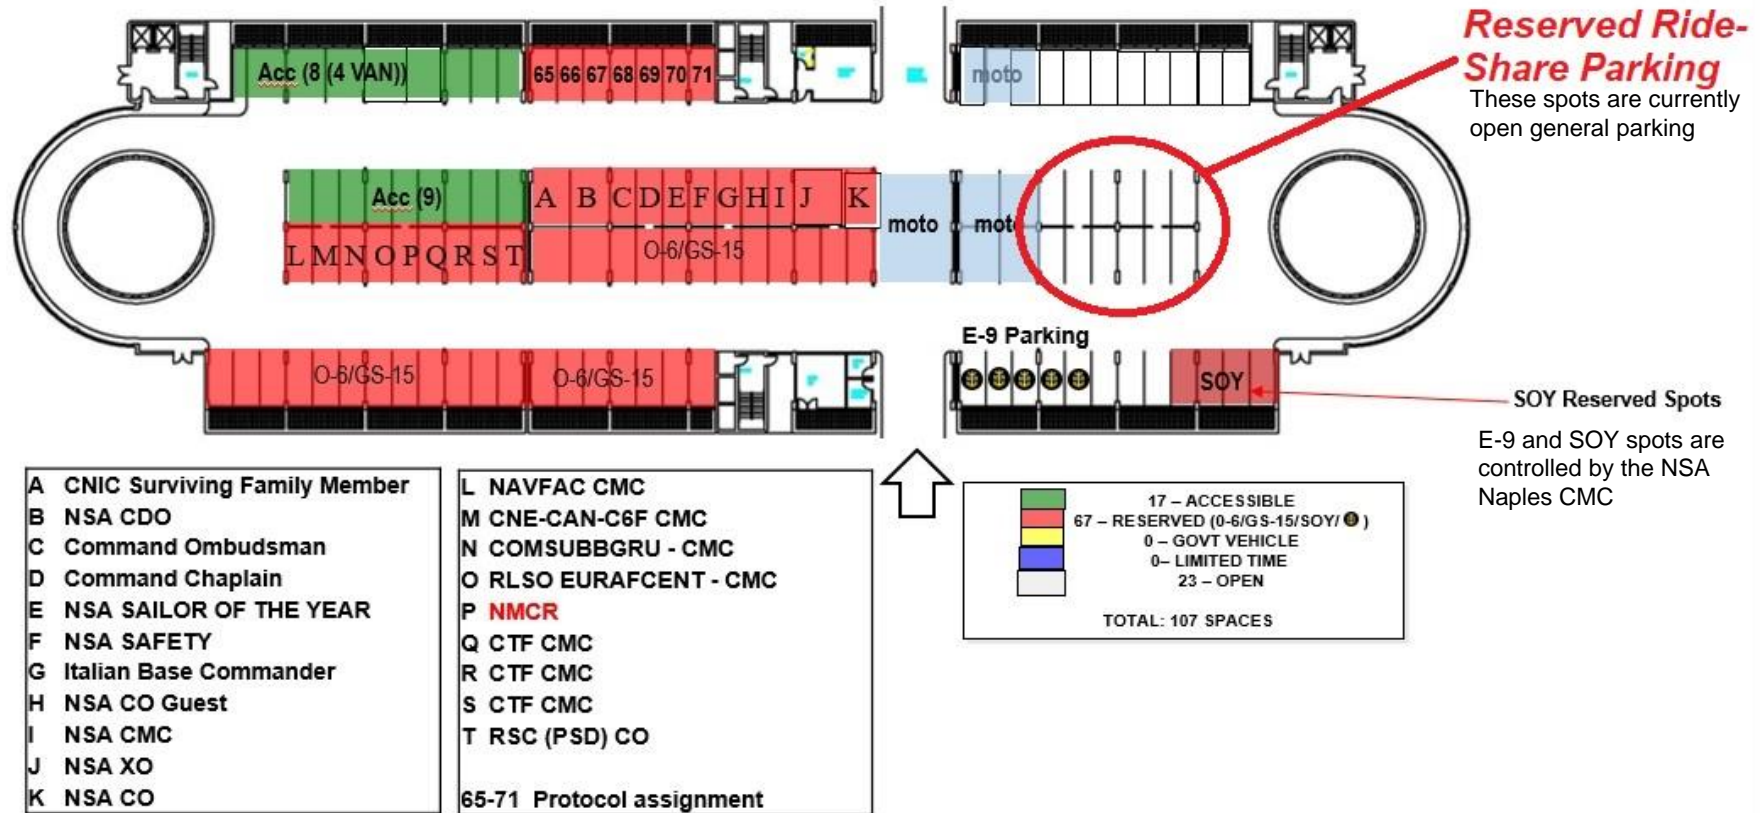 Reserved Ride-
Share Parking
These spots are currently
open general parking
Acc (8 (4 VAN))
65 66 67 68 69 70 71
moto
Acc (9)
A B C D E F G H I J K
moto
mot
L M N O P Q R S T
O-6/GS-15
E-9 Parking
O-6/GS-15
O-6/GS-15
SOY
SOY Reserved Spots
E-9 and SOY spots are
controlled by the NSA
Naples CMC
A CNIC Surviving Family Member
B NSA CDO
C Command Ombudsman
D Command Chaplain
E NSA SAILOR OF THE YEAR
F NSA SAFETY
G Italian Base Commander
H NSA CO Guest
I NSA CMC
J NSA XO
K NSA CO
L NAVFAC CMC
M CNE-CAN-C6F CMC
N COMSUBBGRU - CMC
O RLSO EURAFCENT - CMC
P NMCR
Q CTF CMC
R CTF CMC
S CTF CMC
T RSC (PSD) CO
65-71 Protocol assignment
17 – ACCESSIBLE
67 – RESERVED (0-6/GS-15/SOY/ )
0 – GOVT VEHICLE
0– LIMITED TIME
23 – OPEN
TOTAL: 107 SPACES